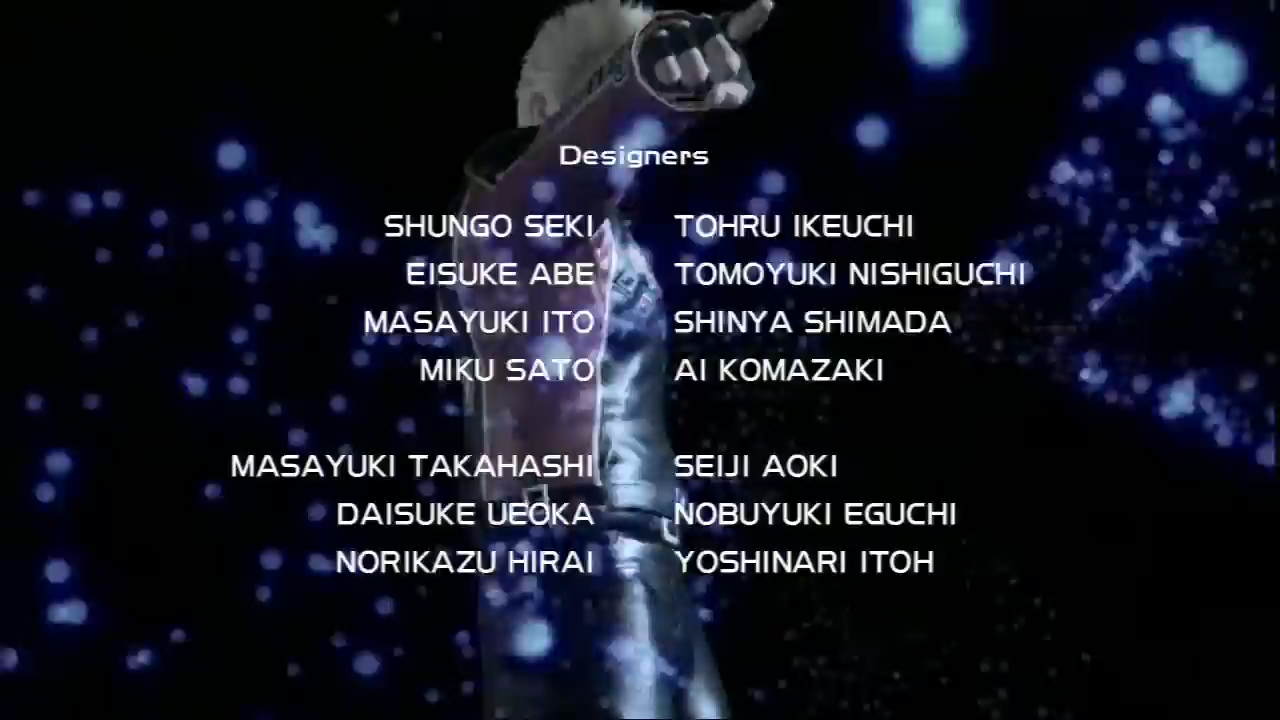 Designers
SHUNGO SEKI TOHRU IKEUCHI
EISUKE ABE TOMOYUKI NISHIGUCHI
MASAYUKI ITO SHINYA SHIMADA
MIKU SATO AI KOMAZAKI
MASAYUKI TAKAHASHI SEIJI AOKI
DAISUKE UEOKA NOBUYUKI EGUCHI
NORIKAZU HIRAI YOSHINARI ITOH